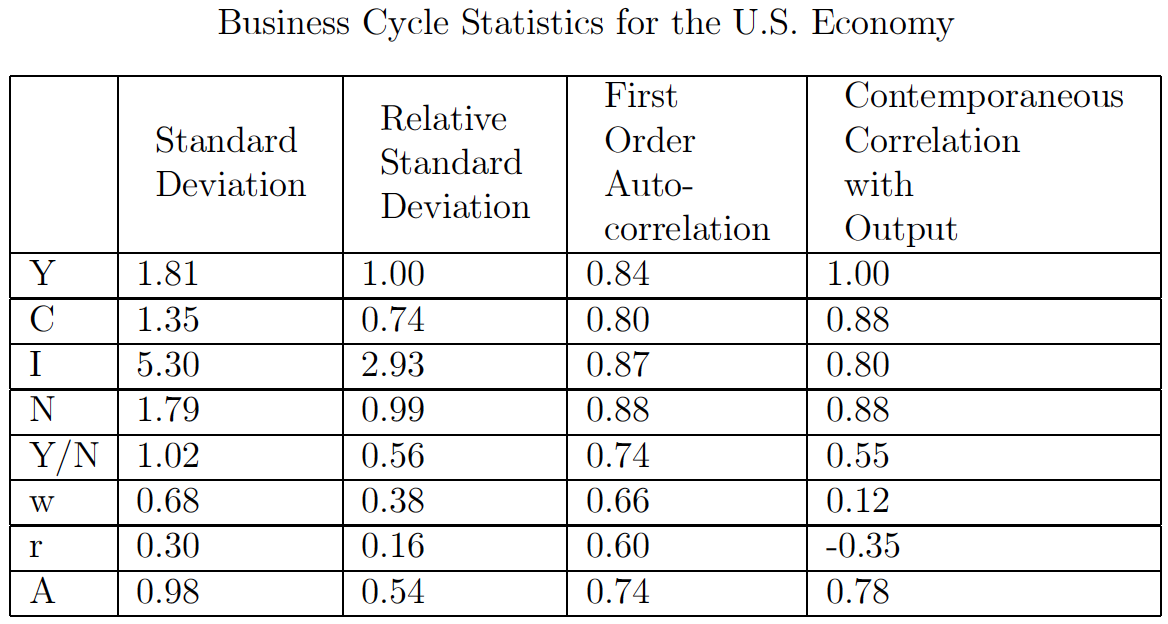 Business Cycle Statistics for the U.S. Economy
Standard Deviation | Relative Standard Deviation | First Order Auto-correlation | Contemporaneous Correlation with Output
Y 1.81 1.00 0.84 1.00
C 1.35 0.74 0.80 0.88
I 5.30 2.93 0.87 0.80
N 1.79 0.99 0.88 0.88
Y/N 1.02 0.56 0.74 0.55
w 0.68 0.38 0.66 0.12
r 0.30 0.16 0.60 -0.35
A 0.98 0.54 0.74 0.78